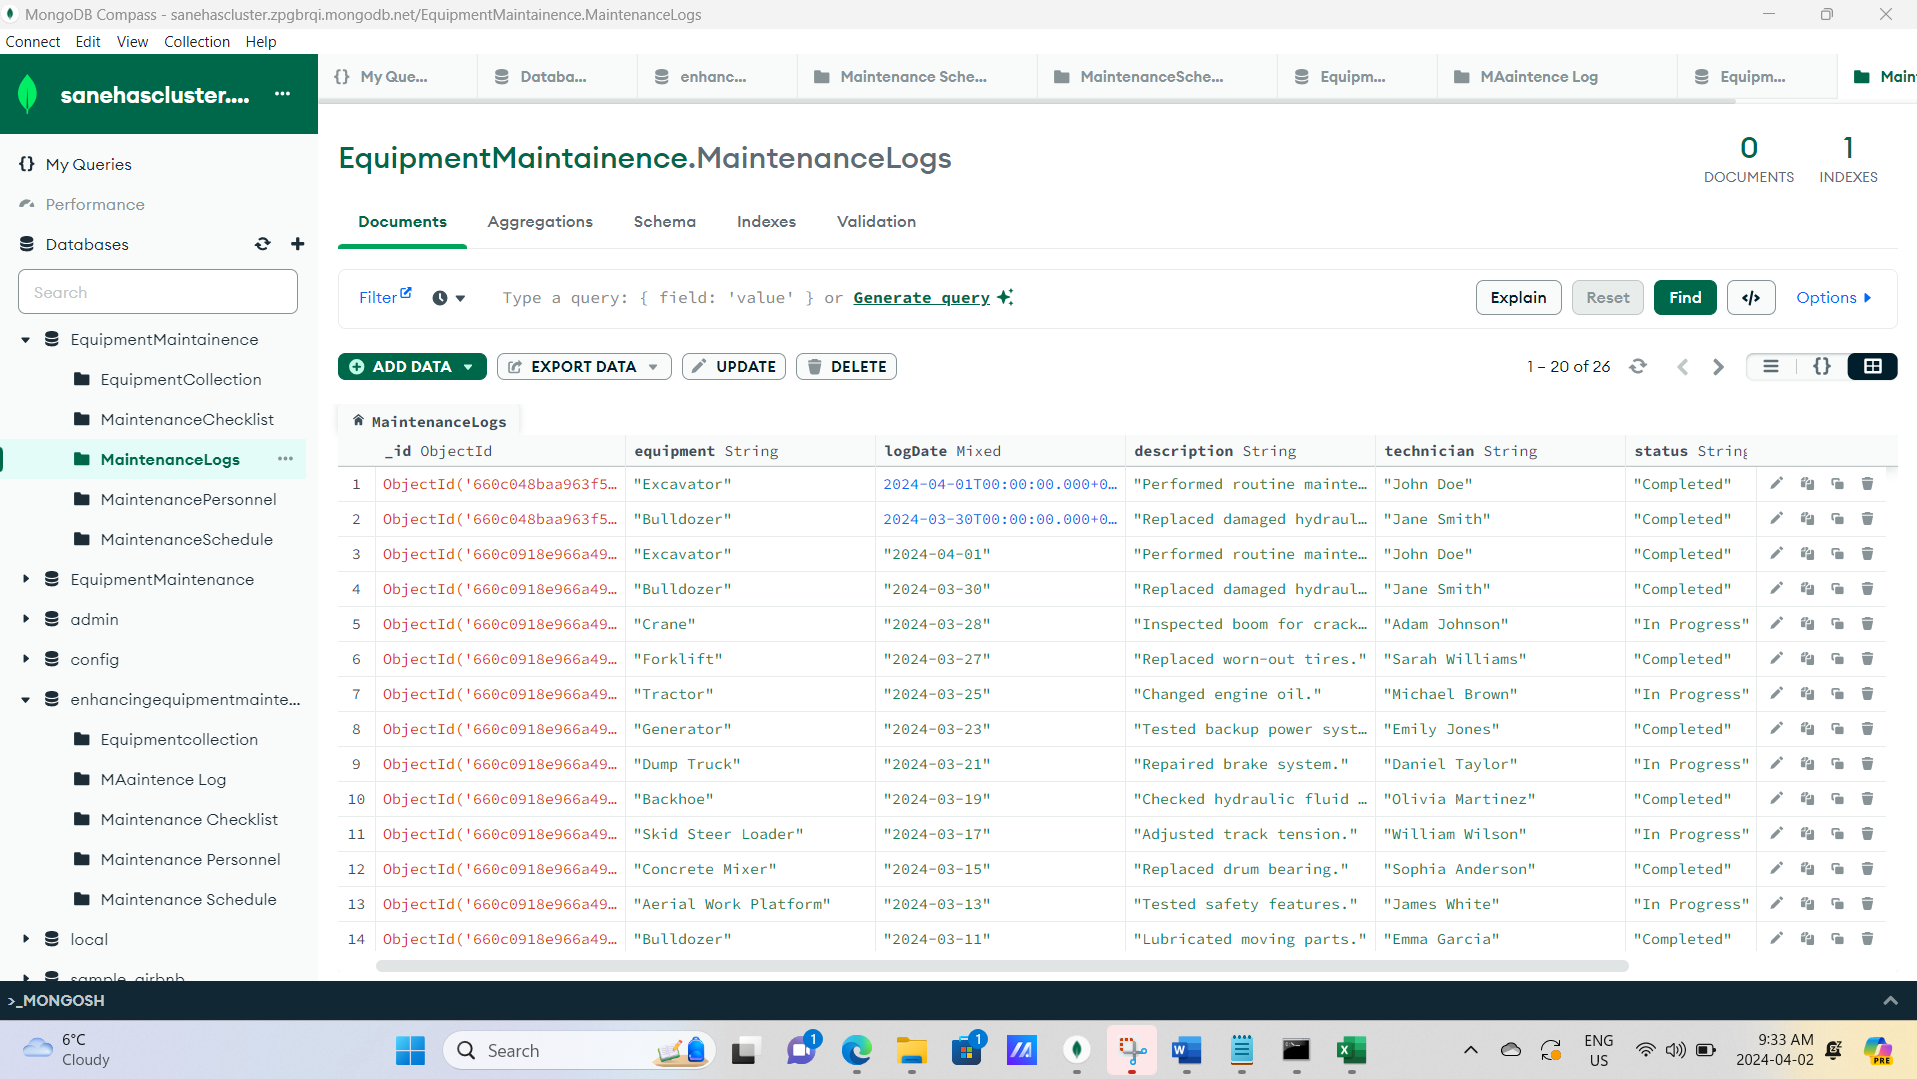 MongoDB Compass - sanehascluster.zpgbrqi.mongodb.net/EquipmentMaintainence.MaintenanceLogs
Connect Edit View Collection Help
sanehascluster....
{} My Que... Databa... enhanc... Maintenance Sche... MaintenanceSche... Equipm... MAaintence Log Equipm... Main
{} My Queries
Performance
Databases
Search
EquipmentMaintainence
EquipmentCollection
MaintenanceChecklist
MaintenanceLogs
MaintenancePersonnel
MaintenanceSchedule
EquipmentMaintenance
admin
config
enhancingequipmentmainte...
Equipmentcollection
MAaintence Log
Maintenance Checklist
Maintenance Personnel
Maintenance Schedule
local
sample_airbnb
EquipmentMaintainence.MaintenanceLogs
0 DOCUMENTS
1 INDEXES
Documents Aggregations Schema Indexes Validation
Filter Type a query: { field: 'value' } or Generate query Explain Reset Find </> Options
ADD DATA EXPORT DATA UPDATE DELETE 1 – 20 of 26 {}
MaintenanceLogs
_id ObjectId equipment String logDate Mixed description String technician String status String
1 ObjectId('660c048baa963f5... "Excavator" 2024-04-01T00:00:00.000+0... "Performed routine mainte... "John Doe" "Completed"
2 ObjectId('660c048baa963f5... "Bulldozer" 2024-03-30T00:00:00.000+0... "Replaced damaged hydraul... "Jane Smith" "Completed"
3 ObjectId('660c0918e966a49... "Excavator" "2024-04-01" "Performed routine mainte... "John Doe" "Completed"
4 ObjectId('660c0918e966a49... "Bulldozer" "2024-03-30" "Replaced damaged hydraul... "Jane Smith" "Completed"
5 ObjectId('660c0918e966a49... "Crane" "2024-03-28" "Inspected boom for crack... "Adam Johnson" "In Progress"
6 ObjectId('660c0918e966a49... "Forklift" "2024-03-27" "Replaced worn-out tires." "Sarah Williams" "Completed"
7 ObjectId('660c0918e966a49... "Tractor" "2024-03-25" "Changed engine oil." "Michael Brown" "In Progress"
8 ObjectId('660c0918e966a49... "Generator" "2024-03-23" "Tested backup power syst... "Emily Jones" "Completed"
9 ObjectId('660c0918e966a49... "Dump Truck" "2024-03-21" "Repaired brake system." "Daniel Taylor" "In Progress"
10 ObjectId('660c0918e966a49... "Backhoe" "2024-03-19" "Checked hydraulic fluid ... "Olivia Martinez" "Completed"
11 ObjectId('660c0918e966a49... "Skid Steer Loader" "2024-03-17" "Adjusted track tension." "William Wilson" "In Progress"
12 ObjectId('660c0918e966a49... "Concrete Mixer" "2024-03-15" "Replaced drum bearing." "Sophia Anderson" "Completed"
13 ObjectId('660c0918e966a49... "Aerial Work Platform" "2024-03-13" "Tested safety features." "James White" "In Progress"
14 ObjectId('660c0918e966a49... "Bulldozer" "2024-03-11" "Lubricated moving parts." "Emma Garcia" "Completed"
>_MONGOSH
6°C
Cloudy
Search
1
1
ENG
US
9:33 AM
2024-04-02
PRE